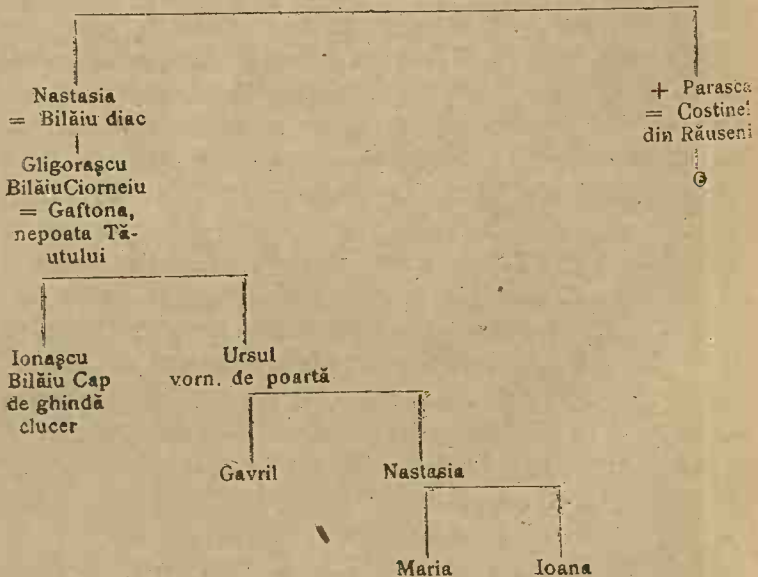 Nastasia
= Bilăiu diac
Gligoraşcu
BilăiuCiorneiu
= Gaftona,
nepoata Tă-
utului
+ Parasca
= Costinel
din Răuseni
Ionaşcu
Bilăiu Cap
de ghindă
clucer
Ursul
vorn. de poartă
Gavril
Nastasia
Maria
Ioana